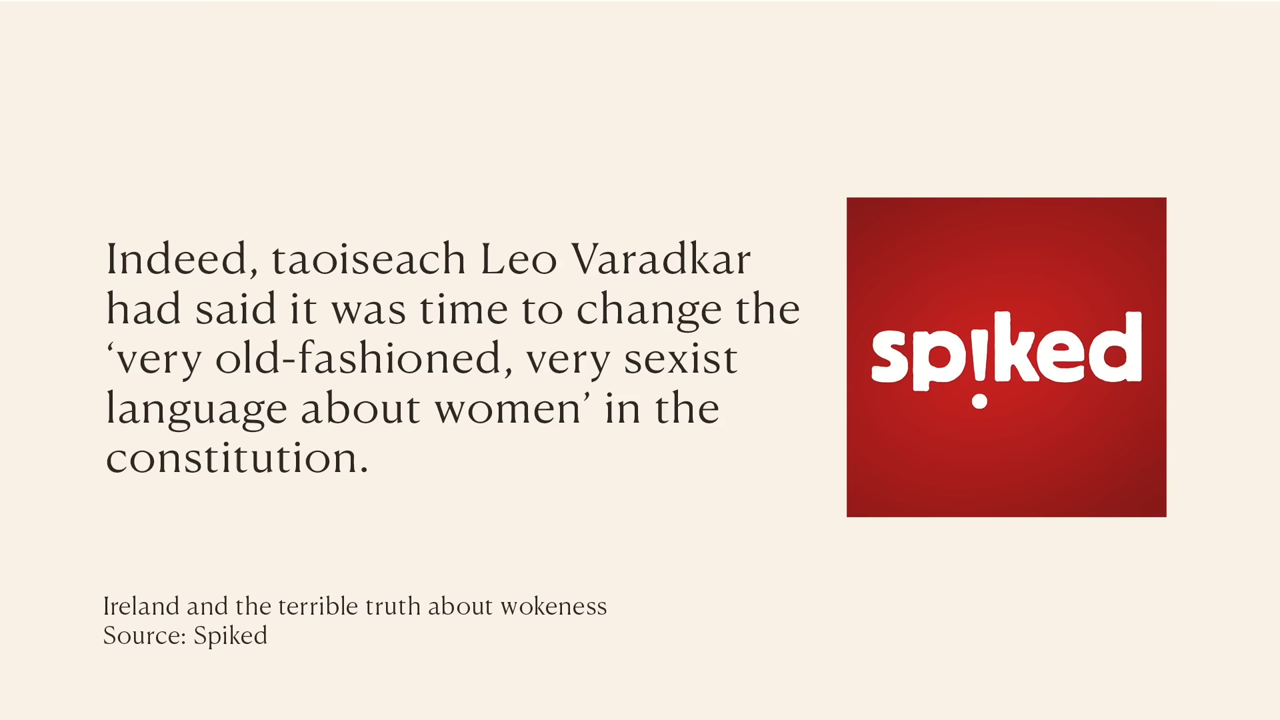 Indeed, taoiseach Leo Varadkar
had said it was time to change the
‘very old-fashioned, very sexist
language about women’ in the
constitution.
spiked
Ireland and the terrible truth about wokeness
Source: Spiked